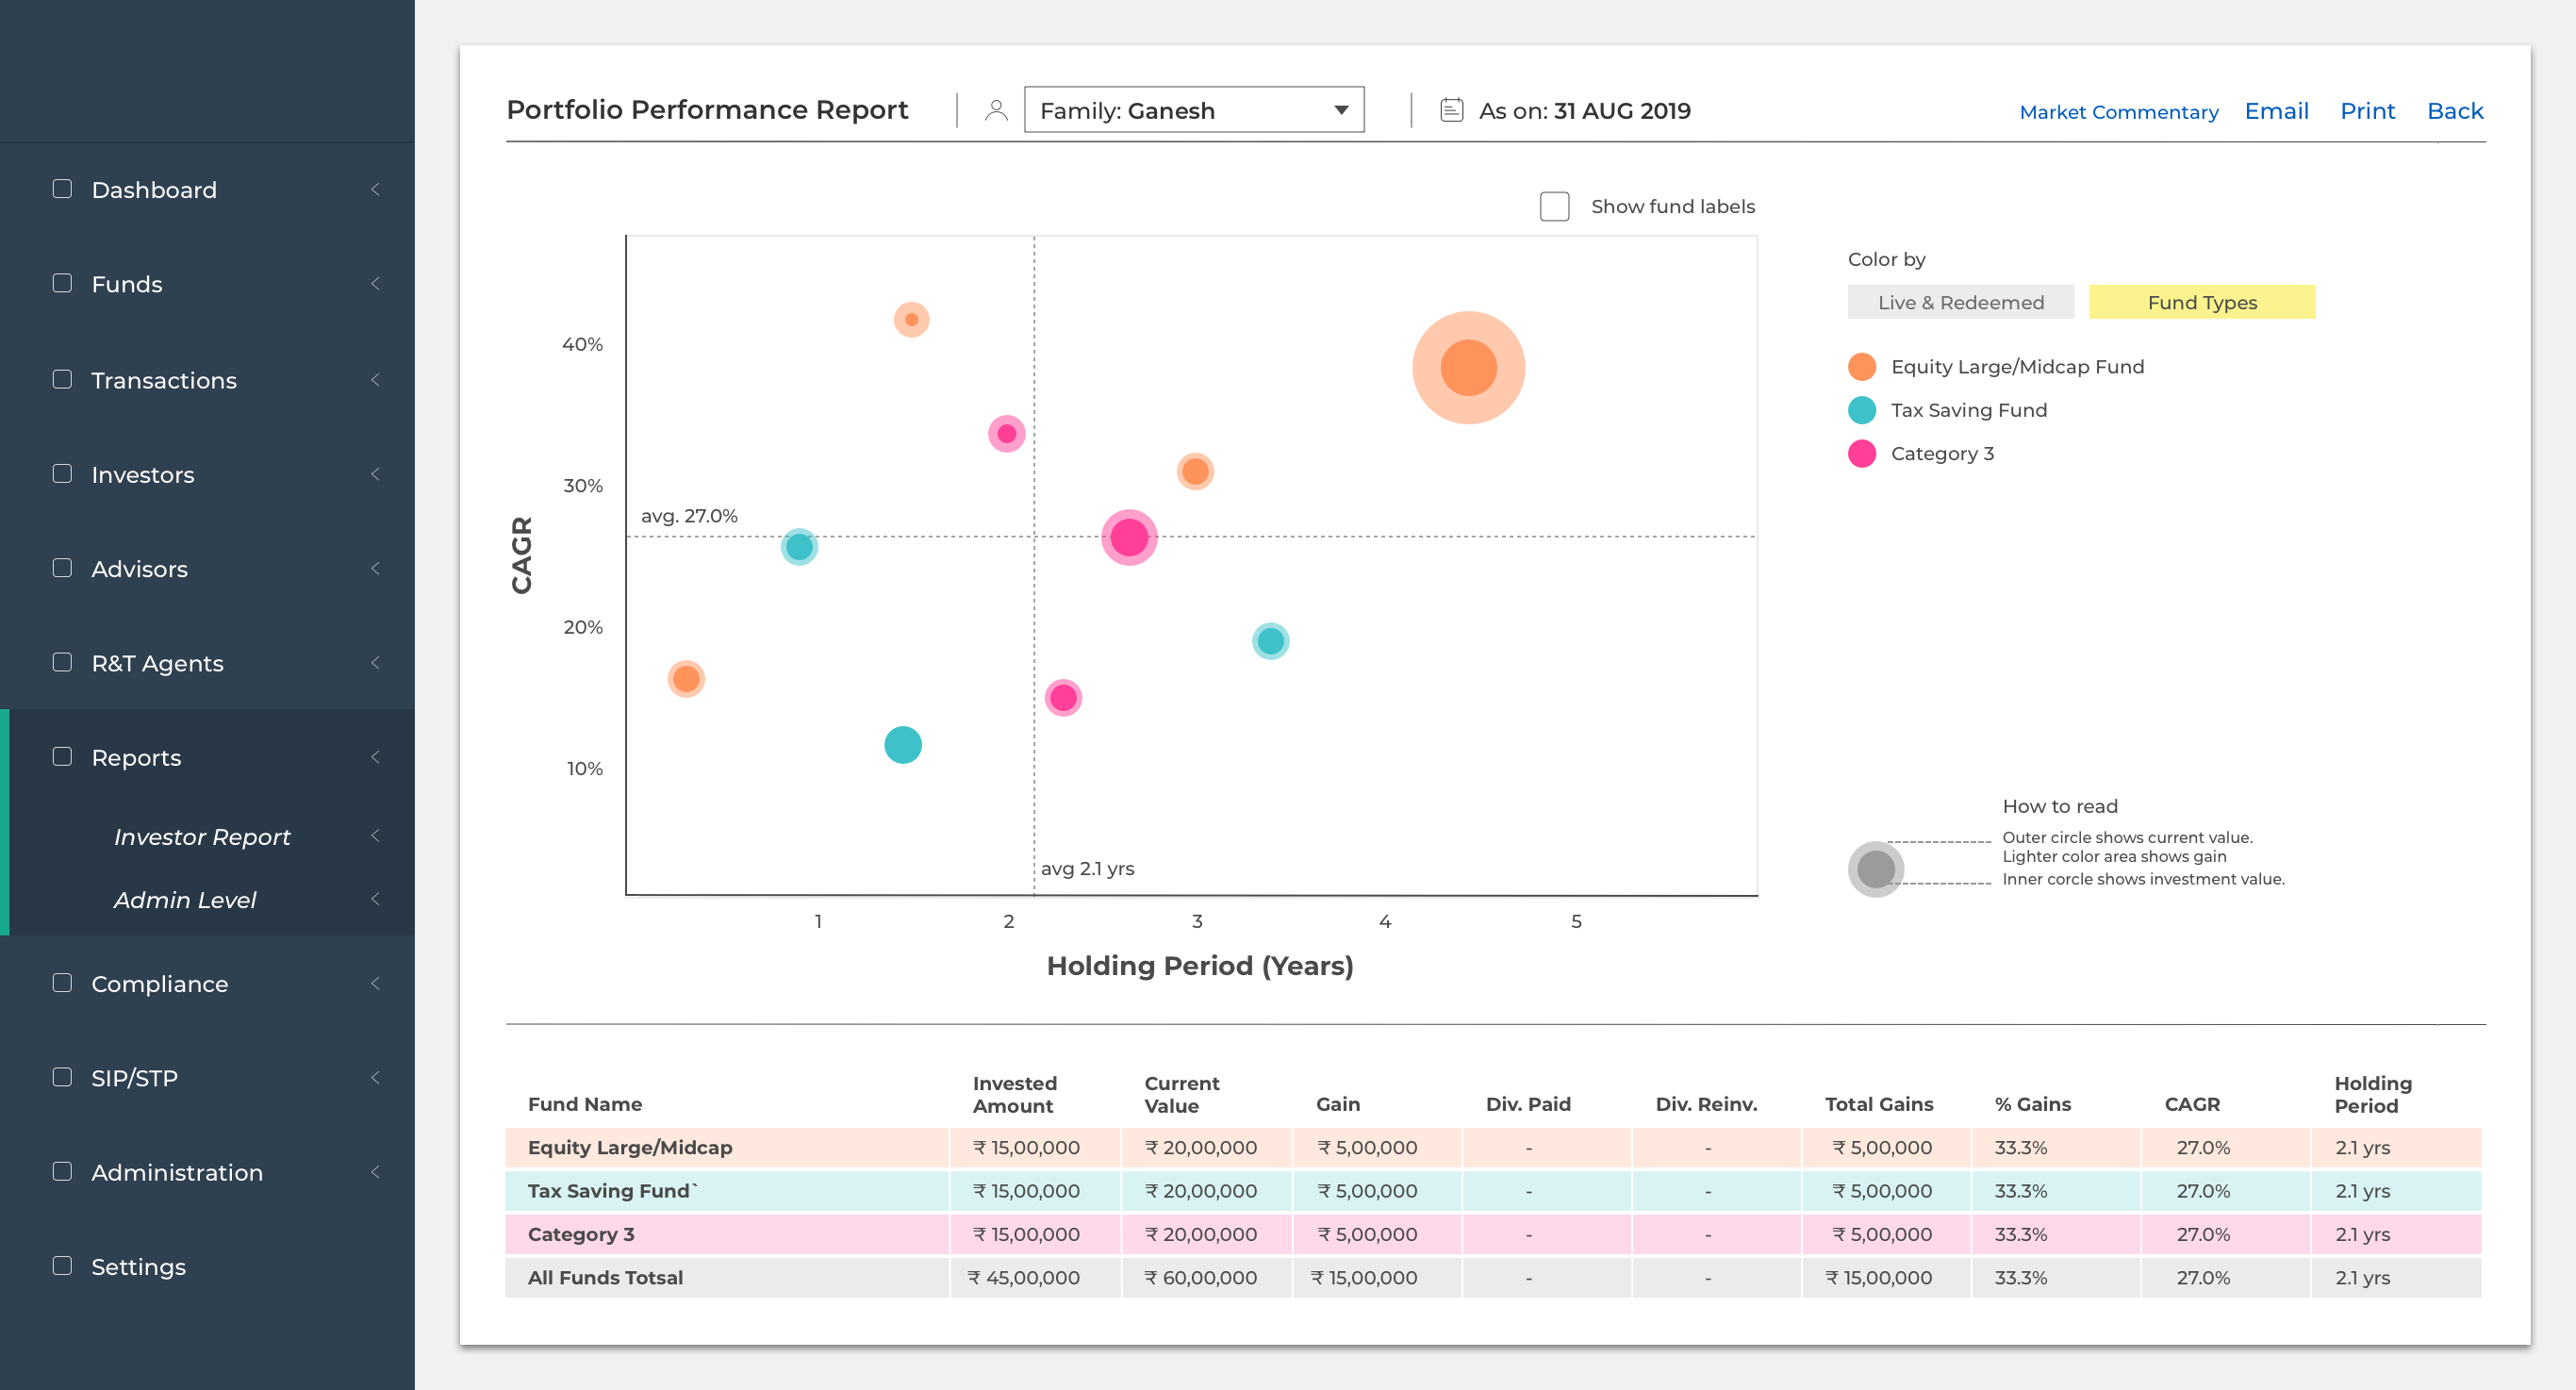 Dashboard
Funds
Transactions
Investors
Advisors
R&T Agents
Reports
Investor Report
Admin Level
Compliance
SIP/STP
Administration
Settings
Portfolio Performance Report
Family: Ganesh
As on: 31 AUG 2019
Market Commentary Email Print Back
Show fund labels
CAGR
40%
30%
20%
10%
avg. 27.0%
avg 2.1 yrs
1 2 3 4 5
Holding Period (Years)
Color by
Live & Redeemed Fund Types
Equity Large/Midcap Fund
Tax Saving Fund
Category 3
How to read
Outer circle shows current value.
Lighter color area shows gain
Inner corcle shows investment value.
Fund Name Invested Amount Current Value Gain Div. Paid Div. Reinv. Total Gains % Gains CAGR Holding Period
Equity Large/Midcap ₹ 15,00,000 ₹ 20,00,000 ₹ 5,00,000 - - ₹ 5,00,000 33.3% 27.0% 2.1 yrs
Tax Saving Fund` ₹ 15,00,000 ₹ 20,00,000 ₹ 5,00,000 - - ₹ 5,00,000 33.3% 27.0% 2.1 yrs
Category 3 ₹ 15,00,000 ₹ 20,00,000 ₹ 5,00,000 - - ₹ 5,00,000 33.3% 27.0% 2.1 yrs
All Funds Totsal ₹ 45,00,000 ₹ 60,00,000 ₹ 15,00,000 - - ₹ 15,00,000 33.3% 27.0% 2.1 yrs